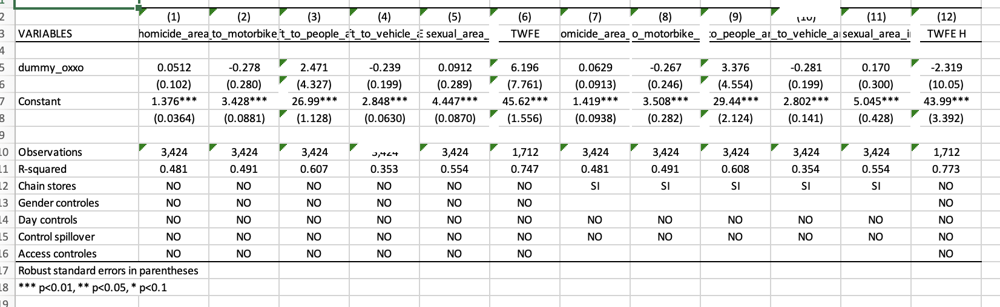 2 (1) (2) (3) (4) (5) (6) (7) (8) (9) (10) (11) (12)
3 VARIABLES homicide_area to_motorbike t_to_people_a t_to_vehicle_a E sexual_area_ TWFE omicide_area_ o_motorbike_ to_people_ar _to_vehicle_ar sexual_area_i TWFE H
4
5 dummy_oxxo 0.0512 -0.278 2.471 -0.239 0.0912 6.196 0.0629 -0.267 3.376 -0.281 0.170 -2.319
6 (0.102) (0.280) (4.327) (0.199) (0.289) (7.761) (0.0913) (0.246) (4.554) (0.199) (0.300) (10.05)
7 Constant 1.376*** 3.428*** 26.99*** 2.848*** 4.447*** 45.62*** 1.419*** 3.508*** 29.44*** 2.802*** 5.045*** 43.99***
8 (0.0364) (0.0881) (1.128) (0.0630) (0.0870) (1.556) (0.0938) (0.282) (2.124) (0.141) (0.428) (3.392)
9
10 Observations 3,424 3,424 3,424 3,424 3,424 1,712 3,424 3,424 3,424 3,424 3,424 1,712
11 R-squared 0.481 0.491 0.607 0.353 0.554 0.747 0.481 0.491 0.608 0.354 0.554 0.773
12 Chain stores NO NO NO NO NO NO SI SI SI SI SI NO
13 Gender controles NO NO NO NO NO NO NO
14 Day controls NO NO NO NO NO NO NO NO NO NO NO NO
15 Control spillover NO NO NO NO NO NO NO NO NO NO NO NO
16 Access controles NO NO NO NO NO NO NO
17 Robust standard errors in parentheses
18 *** p<0.01, ** p<0.05, * p<0.1
19